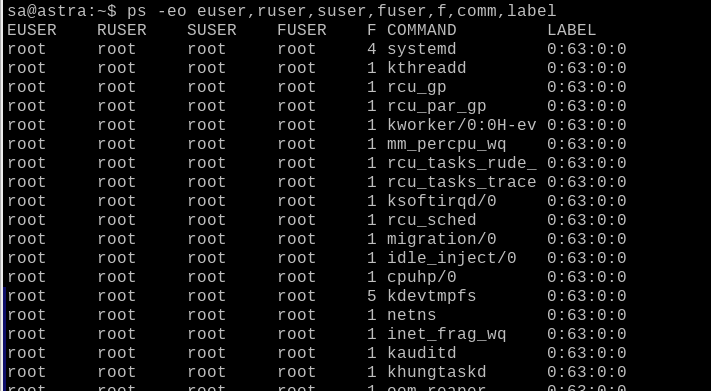 sa@astra:~$ ps -eo euser,ruser,suser,fuser,f,comm,label
EUSER    RUSER    SUSER    FUSER    F COMMAND         LABEL
root     root     root     root     4 systemd         0:63:0:0
root     root     root     root     1 kthreadd        0:63:0:0
root     root     root     root     1 rcu_gp          0:63:0:0
root     root     root     root     1 rcu_par_gp      0:63:0:0
root     root     root     root     1 kworker/0:0H-ev 0:63:0:0
root     root     root     root     1 mm_percpu_wq    0:63:0:0
root     root     root     root     1 rcu_tasks_rude_ 0:63:0:0
root     root     root     root     1 rcu_tasks_trace 0:63:0:0
root     root     root     root     1 ksoftirqd/0     0:63:0:0
root     root     root     root     1 rcu_sched       0:63:0:0
root     root     root     root     1 migration/0     0:63:0:0
root     root     root     root     1 idle_inject/0   0:63:0:0
root     root     root     root     1 cpuhp/0         0:63:0:0
root     root     root     root     5 kdevtmpfs       0:63:0:0
root     root     root     root     1 netns           0:63:0:0
root     root     root     root     1 inet_frag_wq    0:63:0:0
root     root     root     root     1 kauditd         0:63:0:0
root     root     root     root     1 khungtaskd      0:63:0:0
root     root     root     root     1 oom_reaper      0:63:0:0